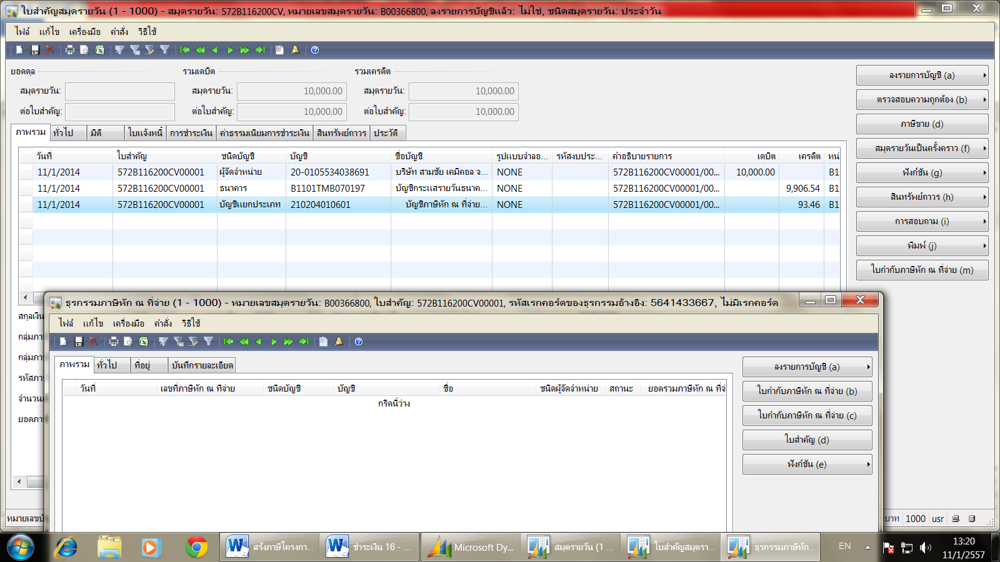 ใบสำคัญสมุดรายวัน (1 - 1000) - สมุดรายวัน: 572B116200CV, หมายเลขสมุดรายวัน: B00366800, ลงรายการบัญชีแล้ว: ไม่ใช่, ชนิดสมุดรายวัน: ประจำวัน
ไฟล์ แก้ไข เครื่องมือ คำสั่ง วิธีใช้
ยอดดุล รวมเดบิต รวมเครดิต
สมุดรายวัน: สมุดรายวัน: 10,000.00 สมุดรายวัน: 10,000.00
ต่อใบสำคัญ: ต่อใบสำคัญ: 10,000.00 ต่อใบสำคัญ: 10,000.00
ภาพรวม ทั่วไป มิติ ใบแจ้งหนี้ การชำระเงิน ค่าธรรมเนียมการชำระเงิน สินทรัพย์ถาวร ประวัติ
วันที่ ใบสำคัญ ชนิดบัญชี บัญชี ชื่อบัญชี รูปแบบจำลอ... รหัสงบประ... คำอธิบายรายการ เดบิต เครดิต หน่
11/1/2014 572B116200CV00001 ผู้จัดจำหน่าย 20-0105534038691 บริษัท สามชัย เคมิคอล จ... NONE 572B116200CV00001/00... 10,000.00 B1
11/1/2014 572B116200CV00001 ธนาคาร B1101TMB070197 บัญชีกระแสรายวันธนาค... NONE 572B116200CV00001/00... 9,906.54 B1
11/1/2014 572B116200CV00001 บัญชีแยกประเภท 210204010601 บัญชีภาษีหัก ณ ที่จ่าย... NONE 572B116200CV00001/00... 93.46 B1
ลงรายการบัญชี (a)
ตรวจสอบความถูกต้อง (b)
ภาษีขาย (d)
สมุดรายวันเป็นครั้งคราว (f)
ฟังก์ชัน (g)
สินทรัพย์ถาวร (h)
การสอบถาม (i)
พิมพ์ (j)
ใบกำกับภาษีหัก ณ ที่จ่าย (m)
สกุลเงิน
กลุ่มภา
กลุ่มภา
รหัสภา
จำนวนภ
ยอดภา
หมายเลขบั
ธุรกรรมภาษีหัก ณ ที่จ่าย (1 - 1000) - หมายเลขสมุดรายวัน: B00366800, ใบสำคัญ: 572B116200CV00001, รหัสเรกคอร์ดของธุรกรรมอ้างอิง: 5641433667, ไม่มีเรกคอร์ด
ไฟล์ แก้ไข เครื่องมือ คำสั่ง วิธีใช้
ภาพรวม ทั่วไป ที่อยู่ บันทึกรายละเอียด
วันที่ เลขที่ภาษีหัก ณ ที่จ่าย ชนิดบัญชี บัญชี ชื่อ ชนิดผู้จัดจำหน่าย สถานะ ยอดรวมภาษีหัก ณ ที่จ่
กริดนี้ว่าง
ลงรายการบัญชี (a)
ใบกำกับภาษีหัก ณ ที่จ่าย (b)
ใบกำกับภาษีหัก ณ ที่จ่าย (c)
ใบสำคัญ (d)
ฟังก์ชัน (e)
บาท 1000 usr
สร้างภาษีโครงกา... ชำระเงิน 16 - ... Microsoft Dy... สมุดรายวัน (1 ... ใบสำคัญสมุดรา... ธุรกรรมภาษีหัก... EN 13:20
11/1/2557